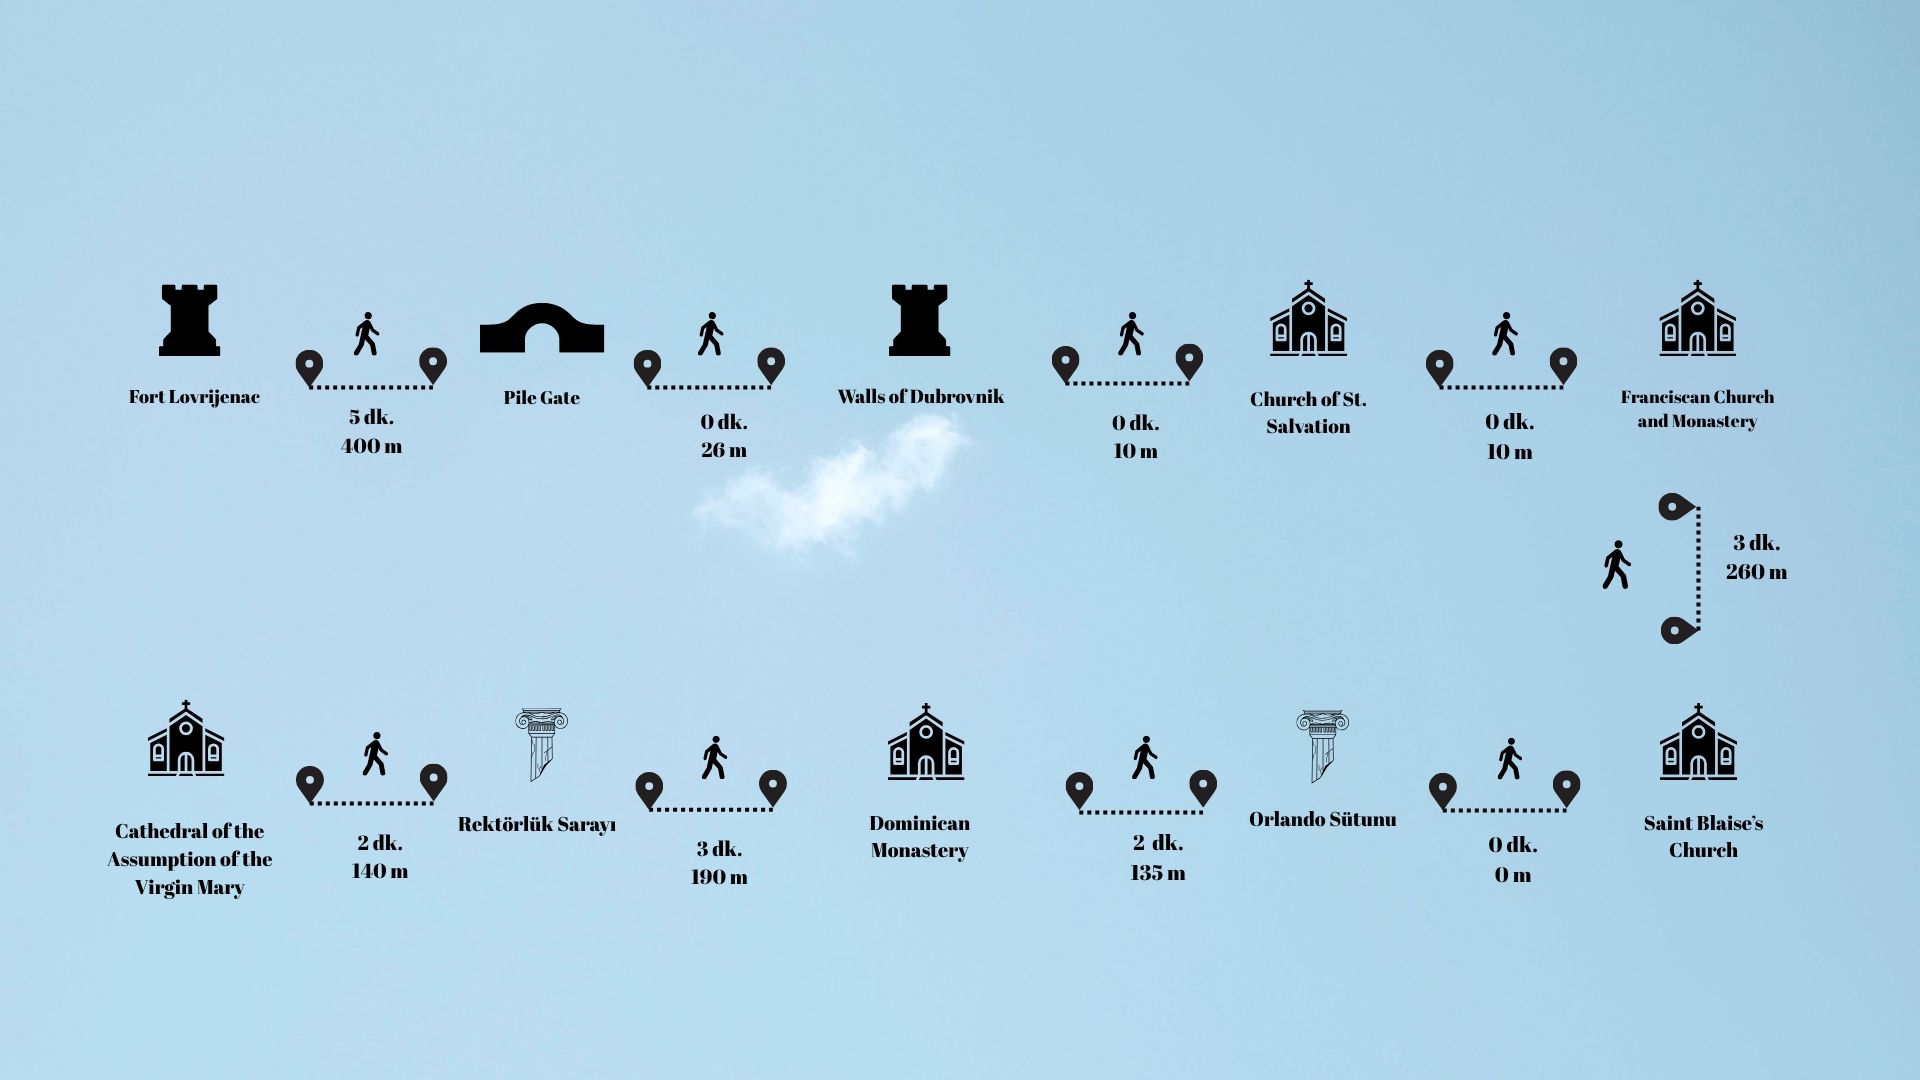 Fort Lovrijenac
5 dk.
400 m
Pile Gate
0 dk.
26 m
Walls of Dubrovnik
0 dk.
10 m
Church of St.
Salvation
0 dk.
10 m
Franciscan Church
and Monastery
3 dk.
260 m
Cathedral of the
Assumption of the
Virgin Mary
2 dk.
140 m
Rektörlük Sarayı
3 dk.
190 m
Dominican
Monastery
2 dk.
135 m
Orlando Sütunu
0 dk.
0 m
Saint Blaise's
Church